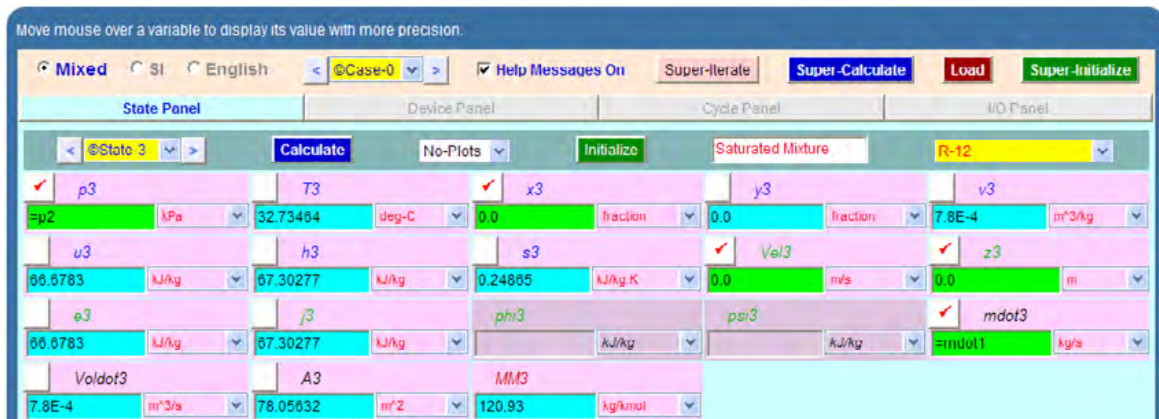 Move mouse over a variable to display its value with more precision.
Mixed SI English < ©Case-0 > Help Messages On Super-Iterate Super-Calculate Load Super-Initialize
State Panel Device Panel Cycle Panel I/O Panel
< ©State-3 > Calculate No-Plots Initialize Saturated Mixture R-12
p3 T3 x3 y3 v3
=p2 kPa 32.73464 deg-C 0.0 fraction 0.0 fraction 7.8E-4 m^3/kg
u3 h3 s3 Vel3 z3
66.6783 kJ/kg 67.30277 kJ/kg 0.24865 kJ/kg.K 0.0 m/s 0.0 m
e3 j3 phi3 psi3 mdot3
66.6783 kJ/kg 67.30277 kJ/kg kJ/kg kJ/kg =mdot1 kg/s
Voldot3 A3 MM3
7.8E-4 m^3/s 78.05632 m^2 120.93 kg/kmol